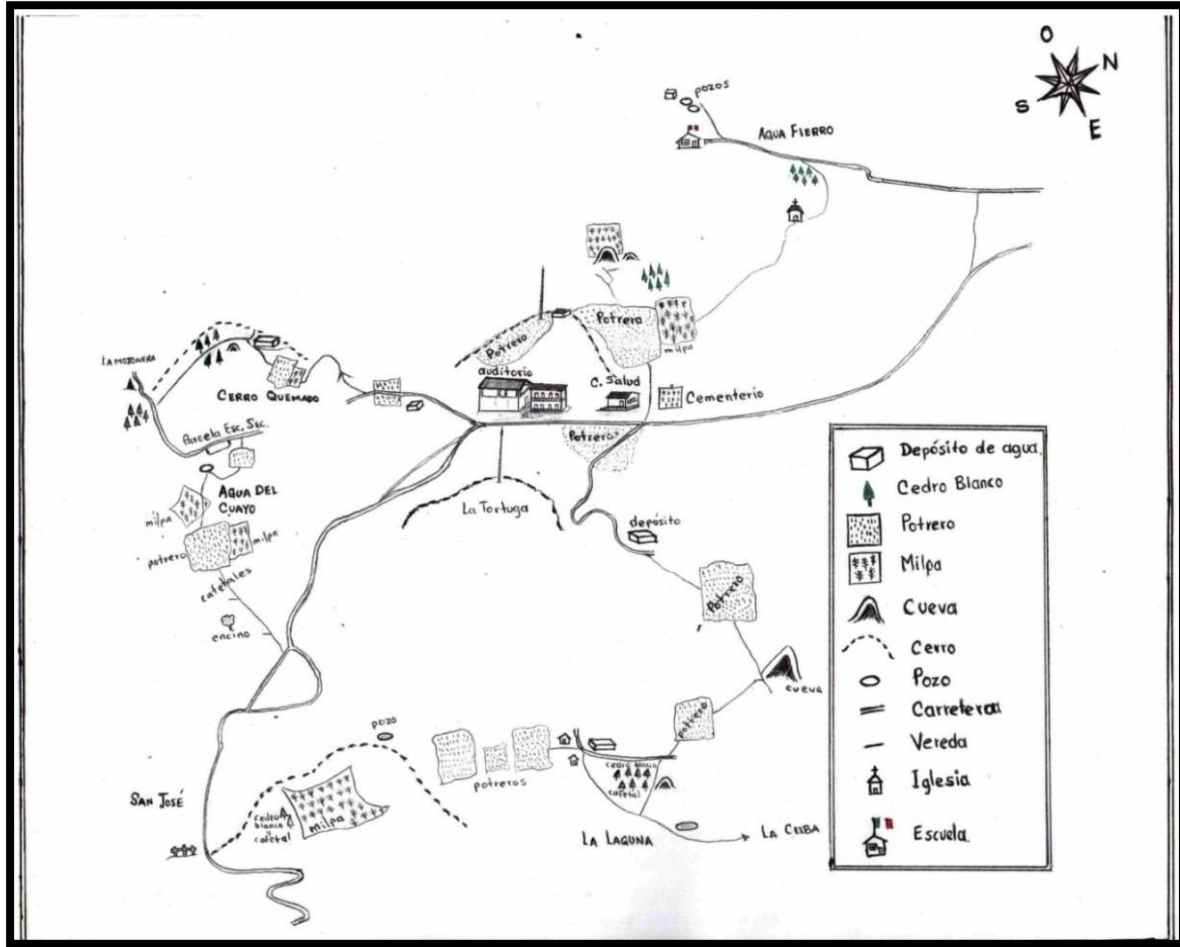 O
N
S
E
Pozos
AGUA FIERRO
Potrero
Potrero
milpa
LA MOJONERA
auditorio
C. Salud
Cementerio
CERRO QUEMADO
Parcela Esc. Sec.
Potrero
AGUA DEL
CUAYO
milpa
La Tortuga
depósito
potrero
milpa
cafetales
Potrero
encino
cueva
pozo
potrero
potreros
cedro blanco
cafetal
SAN JOSÉ
cedro
blanco
y
cafetal
milpa
LA LAGUNA
LA CEIBA
Depósito de agua.
Cedro Blanco
Potrero
Milpa
Cueva
Cerro
Pozo
Carretera
Vereda
Iglesia
Escuela.